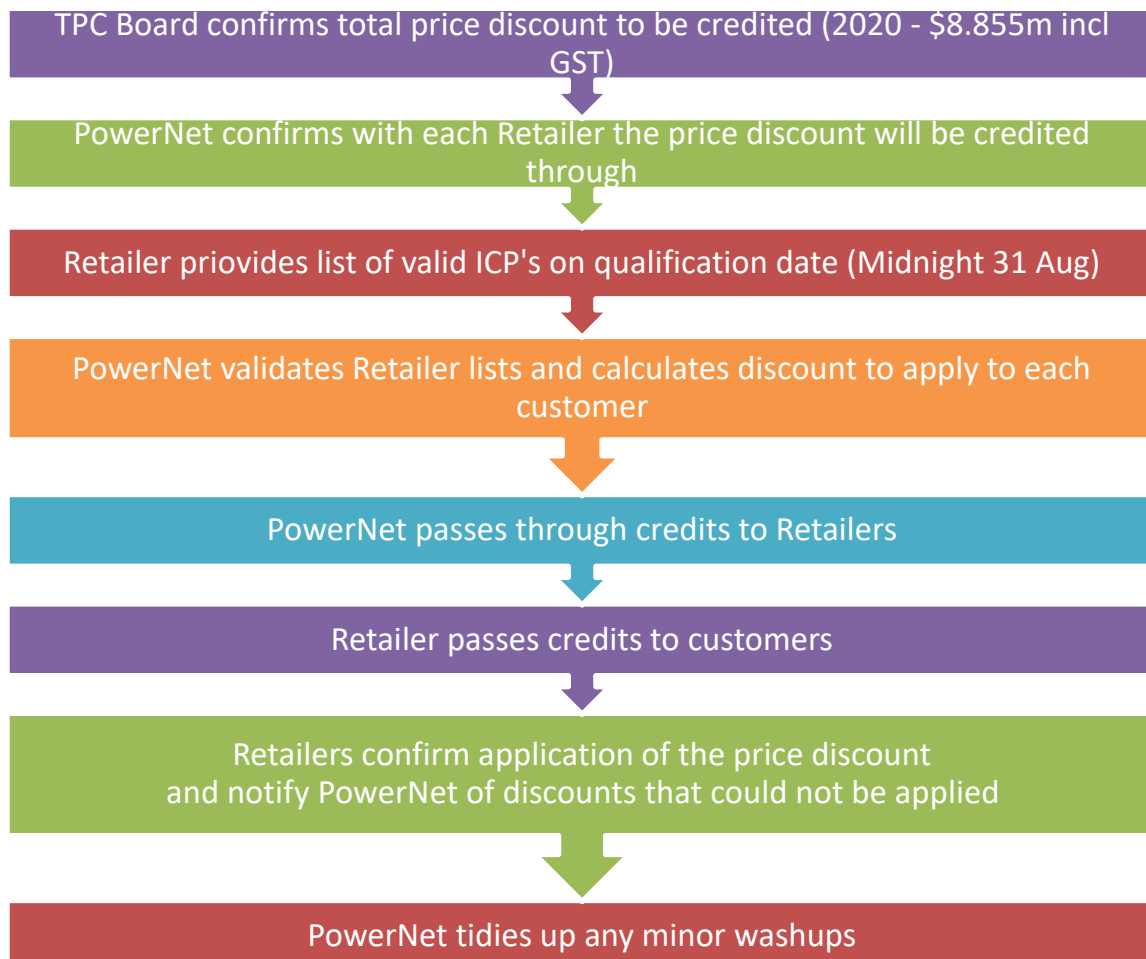 TPC Board confirms total price discount to be credited (2020 - $8.855m incl
GST)
PowerNet confirms with each Retailer the price discount will be credited
through
Retailer priovides list of valid ICP's on qualification date (Midnight 31 Aug)
PowerNet validates Retailer lists and calculates discount to apply to each
customer
PowerNet passes through credits to Retailers
Retailer passes credits to customers
Retailers confirm application of the price discount
and notify PowerNet of discounts that could not be applied
PowerNet tidies up any minor washups